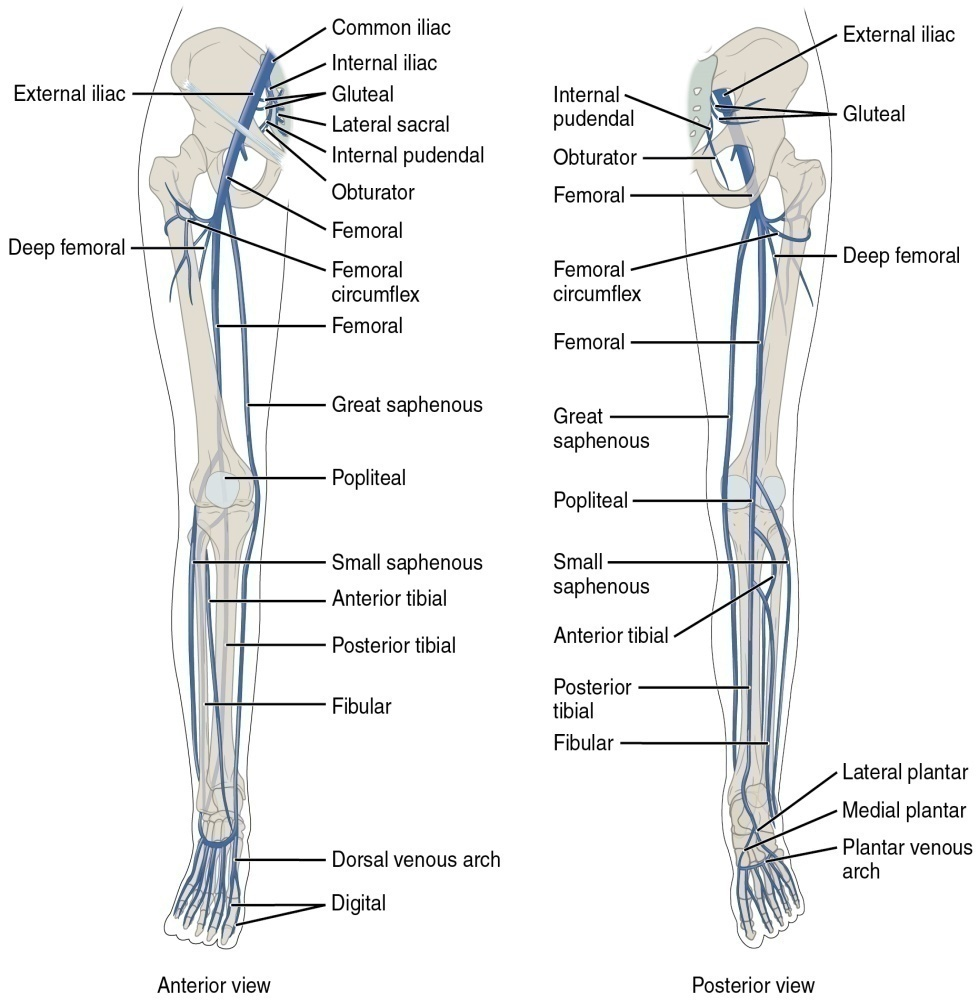 Common iliac
Internal iliac
External iliac
Gluteal
Lateral sacral
Internal pudendal
Obturator
Femoral
Deep femoral
Femoral
circumflex
Femoral
Great saphenous
Popliteal
Small saphenous
Anterior tibial
Posterior tibial
Fibular
Dorsal venous arch
Digital
Anterior view
External iliac
Internal
pudendal
Gluteal
Obturator
Femoral
Deep femoral
Femoral
circumflex
Femoral
Great
saphenous
Popliteal
Small
saphenous
Anterior tibial
Posterior
tibial
Fibular
Lateral plantar
Medial plantar
Plantar venous
arch
Posterior view